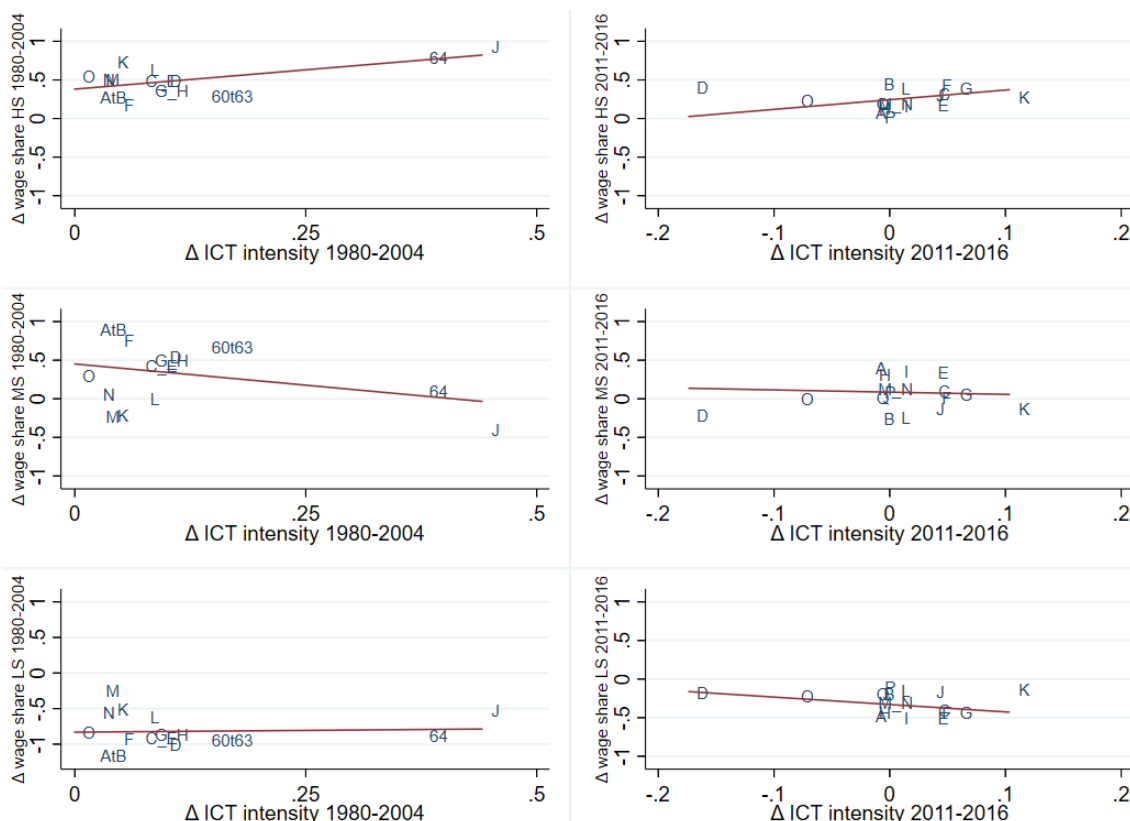 Δ wage share HS 1980-2004
1
.5
0
-.5
-1
K
J
64
O
N
M
L
AtB
F
C
G
H
60t63
0
.25
.5
Δ ICT intensity 1980-2004
Δ wage share HS 2011-2016
1
.5
0
-.5
-1
D
O
B
L
F
G
K
N
E
A
-.2
-.1
0
.1
.2
Δ ICT intensity 2011-2016
Δ wage share MS 1980-2004
1
.5
0
-.5
-1
AtB
F
60t63
D
G
H
C
E
O
N
L
64
M
K
J
0
.25
.5
Δ ICT intensity 1980-2004
Δ wage share MS 2011-2016
1
.5
0
-.5
-1
A
H
I
E
M
N
G
C
O
Q
F
J
K
D
B
L
-.2
-.1
0
.1
.2
Δ ICT intensity 2011-2016
Δ wage share LS 1980-2004
1
.5
0
-.5
-1
M
N
K
L
J
O
F
C
G
H
D
60t63
64
AtB
0
.25
.5
Δ ICT intensity 1980-2004
Δ wage share LS 2011-2016
1
.5
0
-.5
-1
D
O
J
K
M
N
A
I
E
G
-.2
-.1
0
.1
.2
Δ ICT intensity 2011-2016